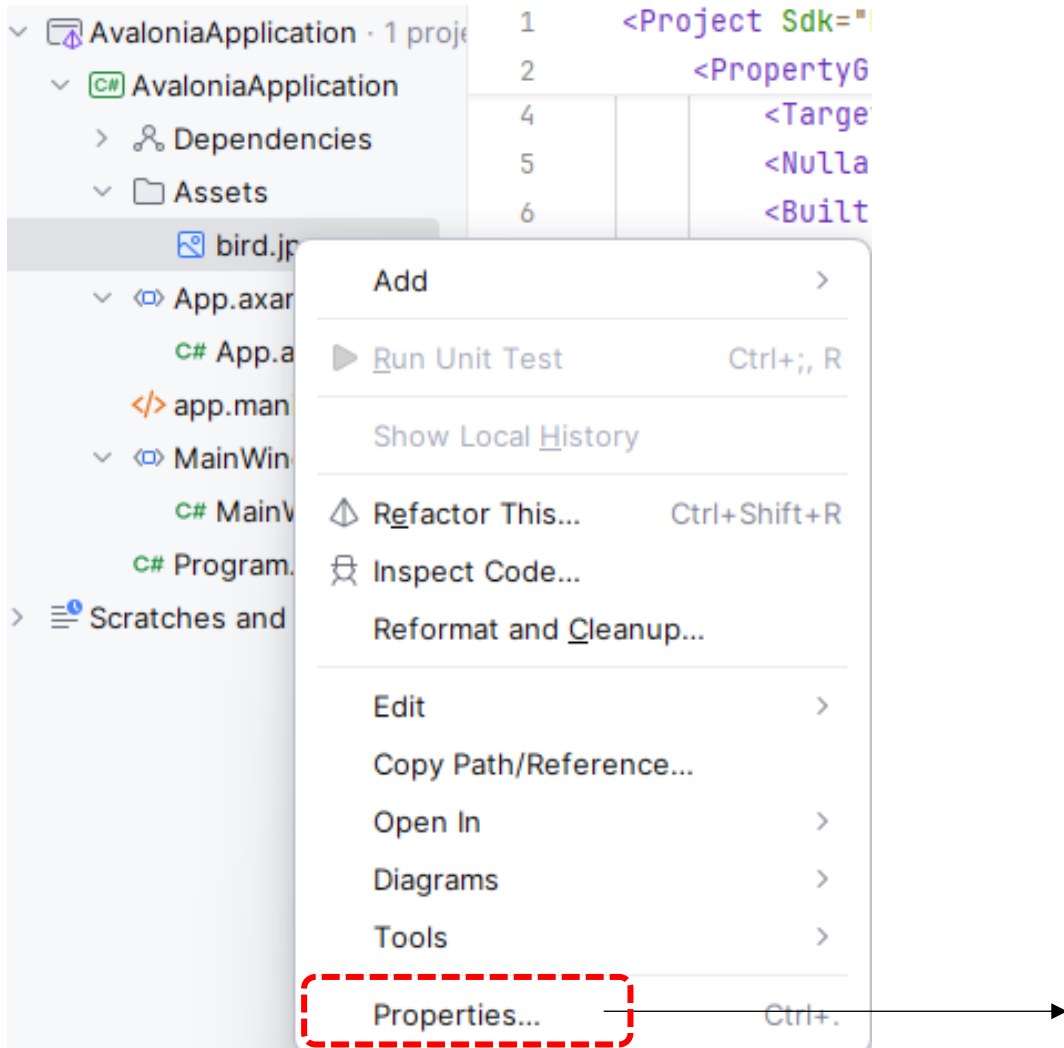 AvaloniaApplication · 1 proje
AvaloniaApplication
Dependencies
Assets
bird.jp
App.axar
C# App.a
</> app.man
MainWin
C# MainW
C# Program.
Scratches and
1 <Project Sdk="
2 <PropertyG
4 <Target
5 <Nulla
6 <Built
Add
Run Unit Test Ctrl+;, R
Show Local History
Refactor This... Ctrl+Shift+R
Inspect Code...
Reformat and Cleanup...
Edit
Copy Path/Reference...
Open In
Diagrams
Tools
Properties... Ctrl+.